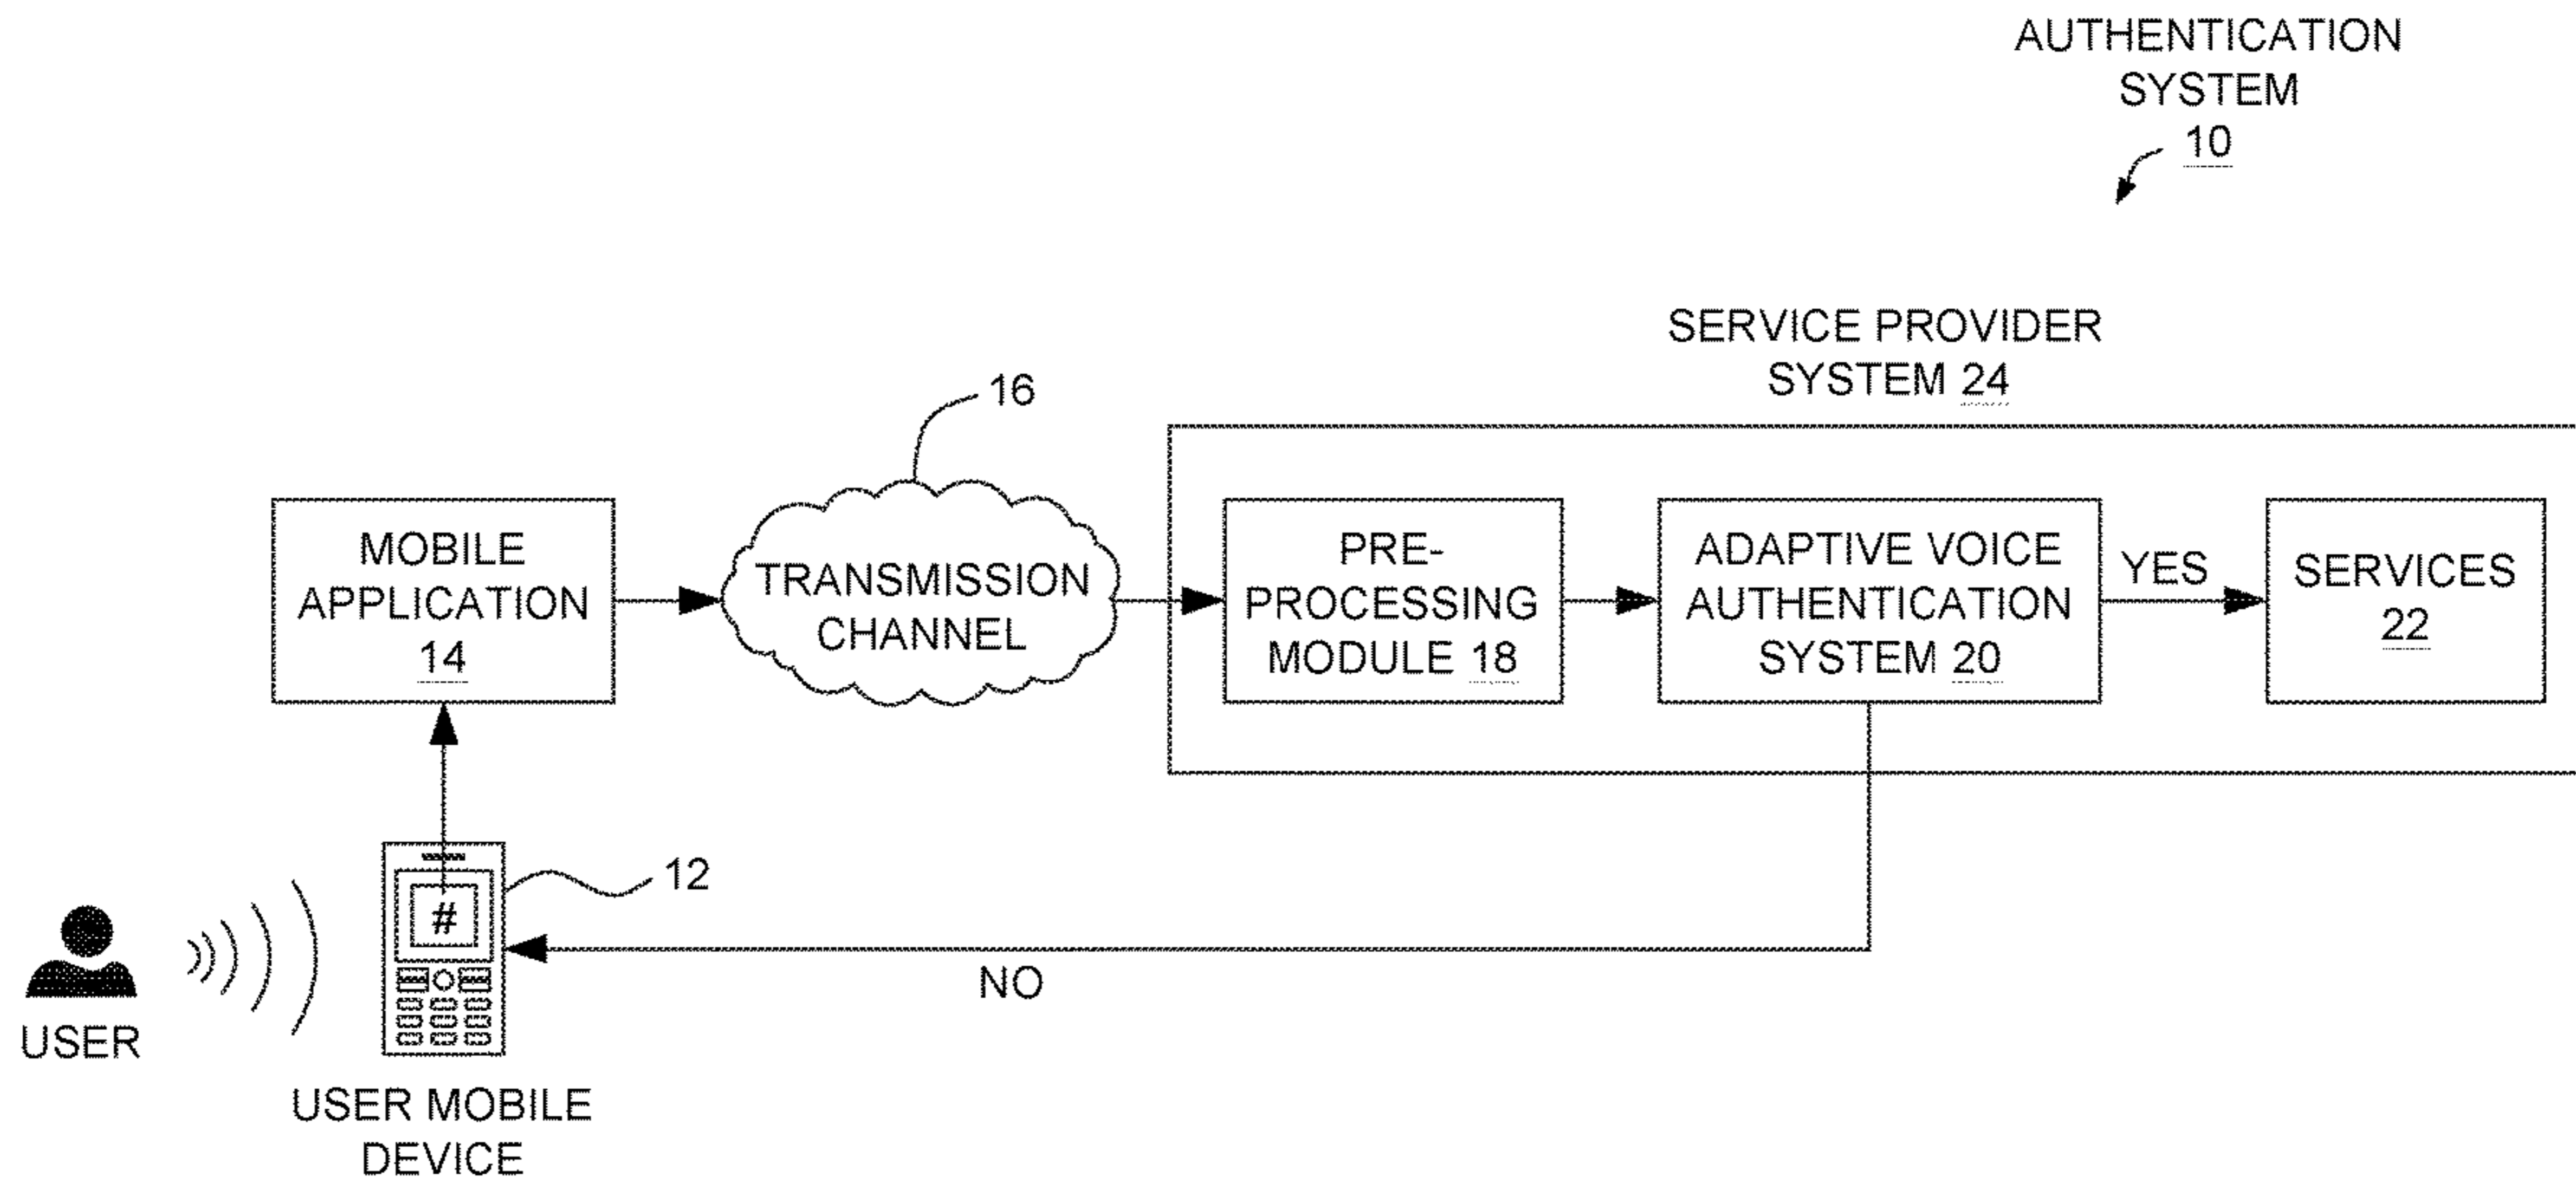 AUTHENTICATION
SYSTEM
10
SERVICE PROVIDER
SYSTEM 24
16
MOBILE
APPLICATION
14
TRANSMISSION
CHANNEL
PRE-
PROCESSING
MODULE 18
ADAPTIVE VOICE
AUTHENTICATION
SYSTEM 20
YES
SERVICES
22
12
#
NO
USER
USER MOBILE
DEVICE